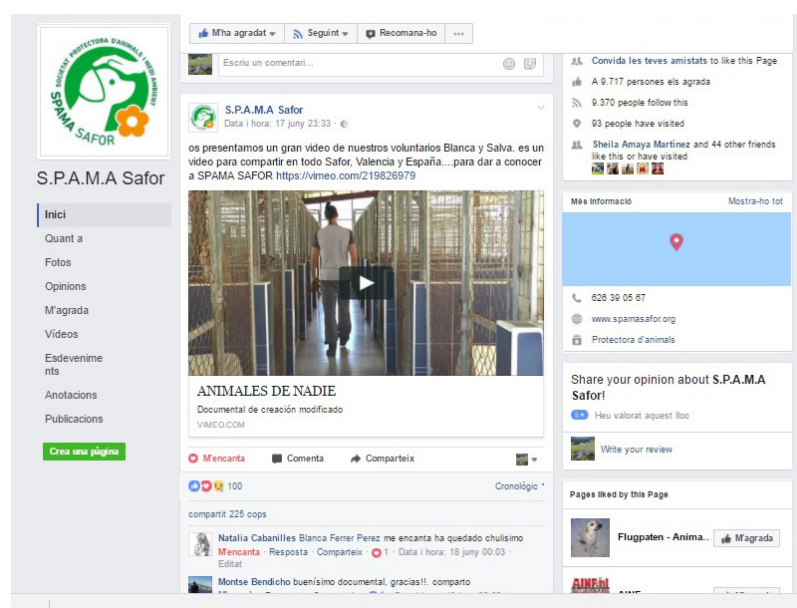 SOCIETAT PROTECTORA D'ANIMALS I MEDI AMBIENT
SPAMA SAFOR
S.P.A.M.A Safor
Inici
Quant a
Fotos
Opinions
M'agrada
Vídeos
Esdevenime
nts
Anotacions
Publicacions
Crea una pàgina
M'ha agradat
Seguint
Recomana-ho
Escriu un comentari...
S.P.A.M.A Safor
Data i hora: 17 juny 23:33 ·
os presentamos un gran video de nuestros voluntarios Blanca y Salva. es un
video para compartir en todo Safor, Valencia y España....para dar a conocer
a SPAMA SAFOR https://vimeo.com/219826979
ANIMALES DE NADIE
Documental de creación modificado
VIMEO.COM
M'encanta
Comenta
Comparteix
100
Cronològic
compartit 225 cops
Natalia Cabanilles Blanca Ferrer Perez me encanta ha quedado chulisimo
M'encanta · Resposta · Comparteix · 1 · Data i hora: 18 juny 00:03 ·
Editat
Montse Bendicho buenísimo documental, gracias!!. comparto
Convida les teves amistats to like this Page
A 9.717 persones els agrada
9.370 people follow this
93 people have visited
Sheila Amaya Martinez and 44 other friends
like this or have visited
Més informació
Mostra-ho tot
626 39 05 67
www.spamasafor.org
Protectora d'animals
Share your opinion about S.P.A.M.A
Safor!
5★ Heu valorat aquest lloc
Write your review
Pages liked by this Page
Flugpaten - Anima..
M'agrada